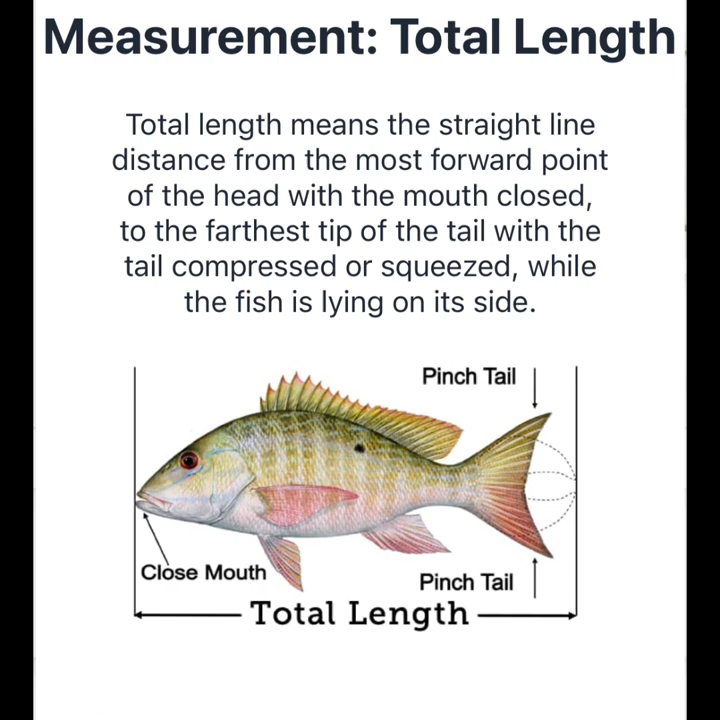 Measurement: Total Length
Total length means the straight line
distance from the most forward point
of the head with the mouth closed,
to the farthest tip of the tail with the
tail compressed or squeezed, while
the fish is lying on its side.
Pinch Tail
Close Mouth
Pinch Tail
Total Length